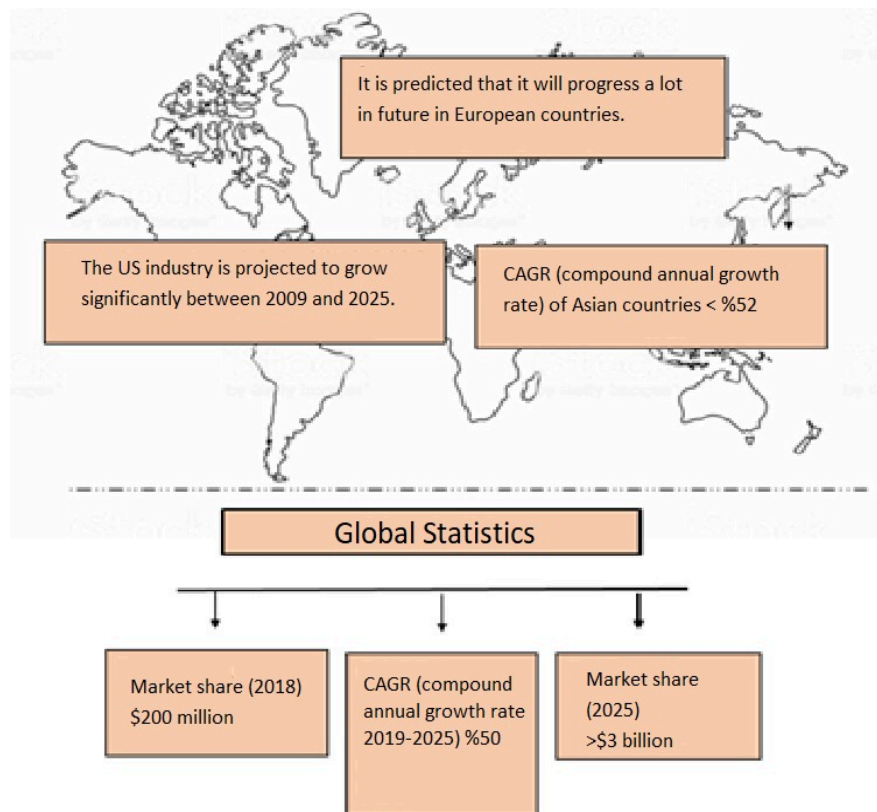 It is predicted that it will progress a lot
in future in European countries.
The US industry is projected to grow
significantly between 2009 and 2025.
CAGR (compound annual growth
rate) of Asian countries < %52
Global Statistics
Market share (2018)
$200 million
CAGR (compound
annual growth rate
2019-2025) %50
Market share
(2025)
>$3 billion